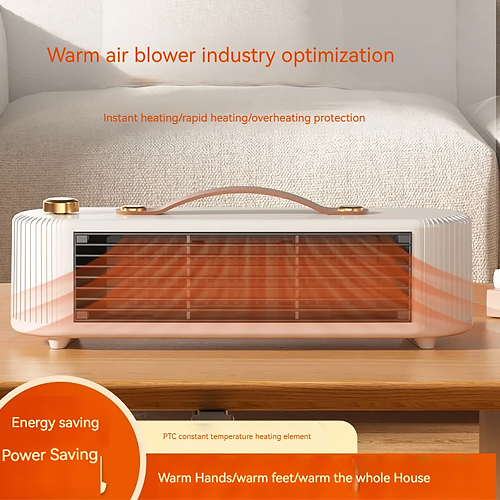 Warm air blower industry optimization
Instant heating/rapid heating/overheating protection
Energy saving
Power Saving
PTC constant temperature heating element
Warm Hands/warm feet/warm the whole House